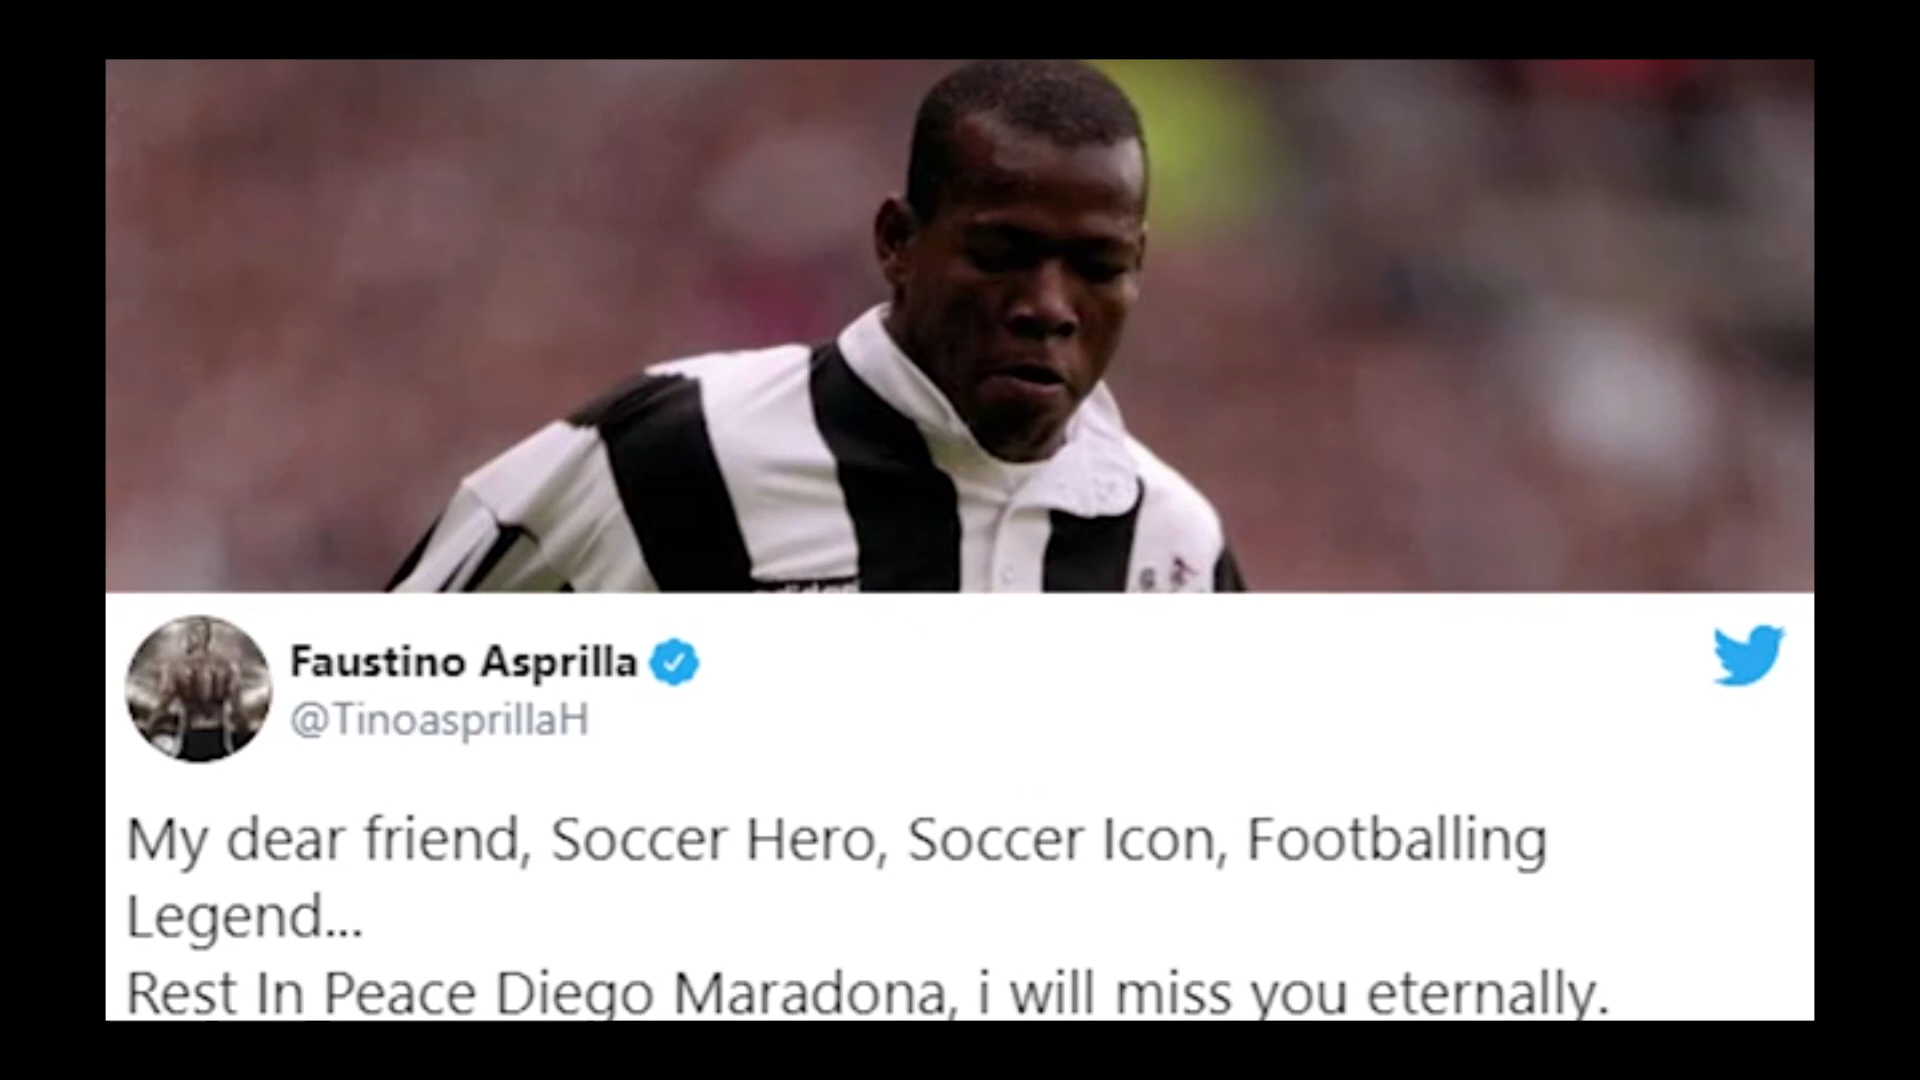 Faustino Asprilla
@TinoasprillaH
My dear friend, Soccer Hero, Soccer Icon, Footballing
Legend...
Rest In Peace Diego Maradona, i will miss you eternally.